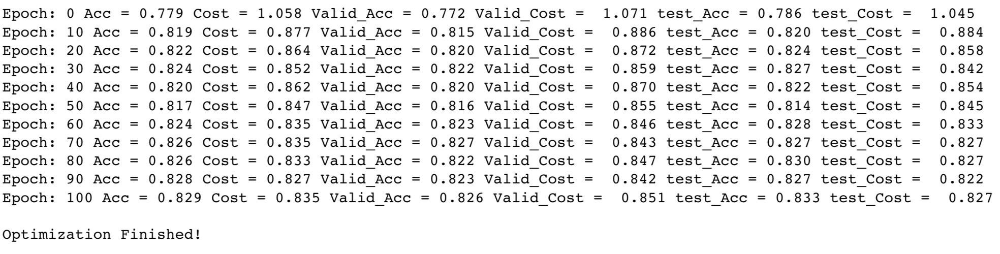 Epoch: 0 Acc = 0.779 Cost = 1.058 Valid_Acc = 0.772 Valid_Cost =  1.071 test_Acc = 0.786 test_Cost =  1.045
Epoch: 10 Acc = 0.819 Cost = 0.877 Valid_Acc = 0.815 Valid_Cost =  0.886 test_Acc = 0.820 test_Cost =  0.884
Epoch: 20 Acc = 0.822 Cost = 0.864 Valid_Acc = 0.820 Valid_Cost =  0.872 test_Acc = 0.824 test_Cost =  0.858
Epoch: 30 Acc = 0.824 Cost = 0.852 Valid_Acc = 0.822 Valid_Cost =  0.859 test_Acc = 0.827 test_Cost =  0.842
Epoch: 40 Acc = 0.820 Cost = 0.862 Valid_Acc = 0.820 Valid_Cost =  0.870 test_Acc = 0.822 test_Cost =  0.854
Epoch: 50 Acc = 0.817 Cost = 0.847 Valid_Acc = 0.816 Valid_Cost =  0.855 test_Acc = 0.814 test_Cost =  0.845
Epoch: 60 Acc = 0.824 Cost = 0.835 Valid_Acc = 0.823 Valid_Cost =  0.846 test_Acc = 0.828 test_Cost =  0.833
Epoch: 70 Acc = 0.826 Cost = 0.835 Valid_Acc = 0.827 Valid_Cost =  0.843 test_Acc = 0.827 test_Cost =  0.827
Epoch: 80 Acc = 0.826 Cost = 0.833 Valid_Acc = 0.822 Valid_Cost =  0.847 test_Acc = 0.830 test_Cost =  0.827
Epoch: 90 Acc = 0.828 Cost = 0.827 Valid_Acc = 0.823 Valid_Cost =  0.842 test_Acc = 0.827 test_Cost =  0.822
Epoch: 100 Acc = 0.829 Cost = 0.835 Valid_Acc = 0.826 Valid_Cost =  0.851 test_Acc = 0.833 test_Cost =  0.827
Optimization Finished!